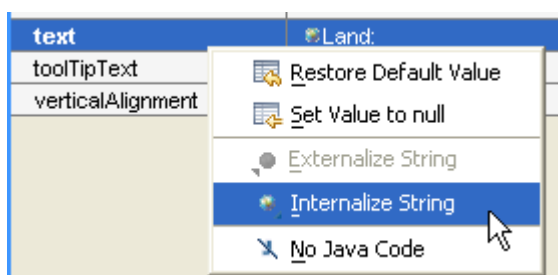 text Land:
toolTipText
verticalAlignment
Restore Default Value
Set Value to null
Externalize String
Internalize String
No Java Code